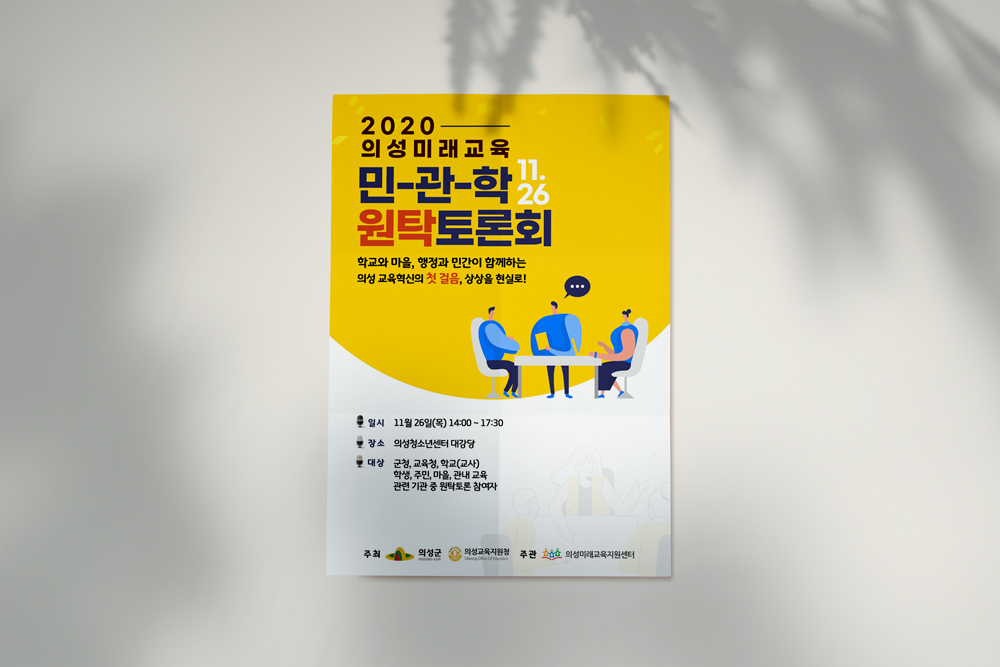 2020
의성미래교육
민-관-학
11.
26
원탁토론회
학교와 마을, 행정과 민간이 함께하는
의성 교육혁신의 첫 걸음, 상상을 현실로!
일시 11월 26일(목) 14:00 ~ 17:30
장소 의성청소년센터 대강당
대상 군청, 교육청, 학교(교사)
학생, 주민, 마을, 관내 교육
관련 기관 중 원탁토론 참여자
주최 의성군 의성교육지원청 주관 의성미래교육지원센터
Uiseong Office Of Education